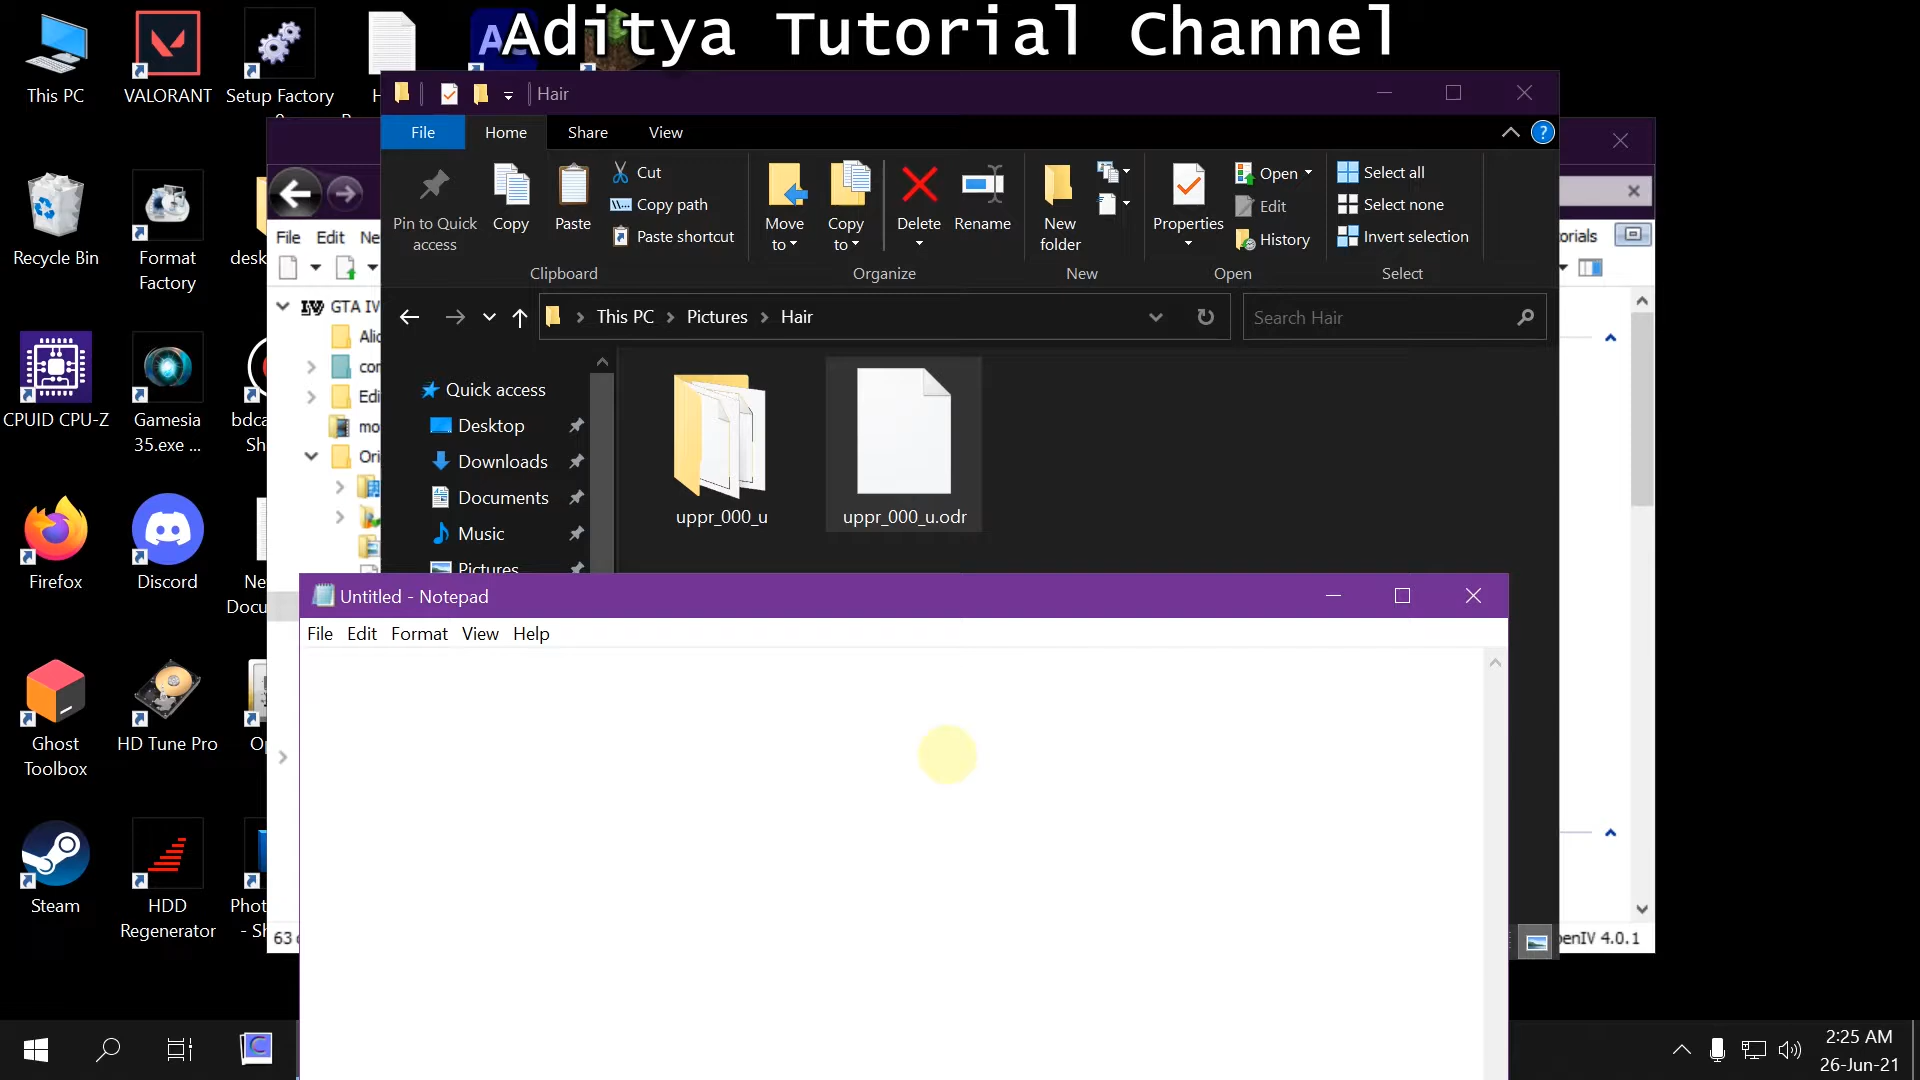 Aditya Tutorial Channel
This PC
VALORANT
Setup Factory
Hair
File
Home
Share
View
Pin to Quick access
Copy
Paste
Cut
Copy path
Paste shortcut
Clipboard
Move to
Copy to
Delete
Rename
Organize
New folder
New
Properties
Open
Edit
History
Open
Select all
Select none
Invert selection
Select
This PC
Pictures
Hair
Search Hair
Quick access
Desktop
Downloads
Documents
Music
Pictures
uppr_000_u
uppr_000_u.odr
File
Edit
GTA IV
Untitled - Notepad
File
Edit
Format
View
Help
Recycle Bin
Format Factory
CPUID CPU-Z
Gamesia 35.exe ...
Firefox
Discord
Ghost Toolbox
HD Tune Pro
Steam
HDD Regenerator
63
4.0.1
2:25 AM
26-Jun-21